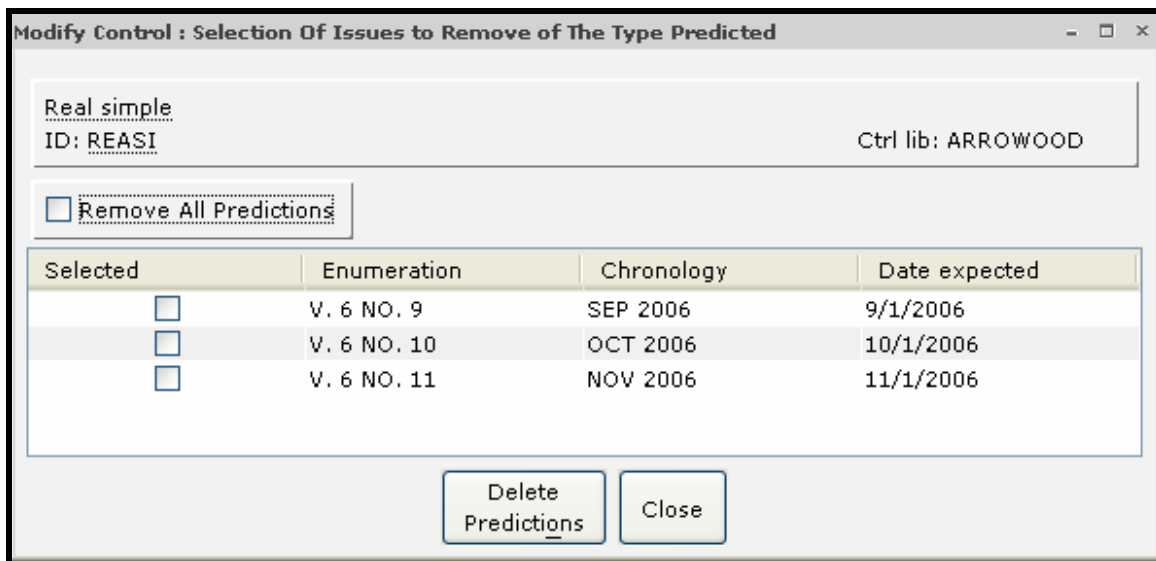 Modify Control : Selection Of Issues to Remove of The Type Predicted
Real simple
ID: REASI Ctrl lib: ARROWOOD
Remove All Predictions
Selected Enumeration Chronology Date expected
V. 6 NO. 9 SEP 2006 9/1/2006
V. 6 NO. 10 OCT 2006 10/1/2006
V. 6 NO. 11 NOV 2006 11/1/2006
Delete
Predictions
Close